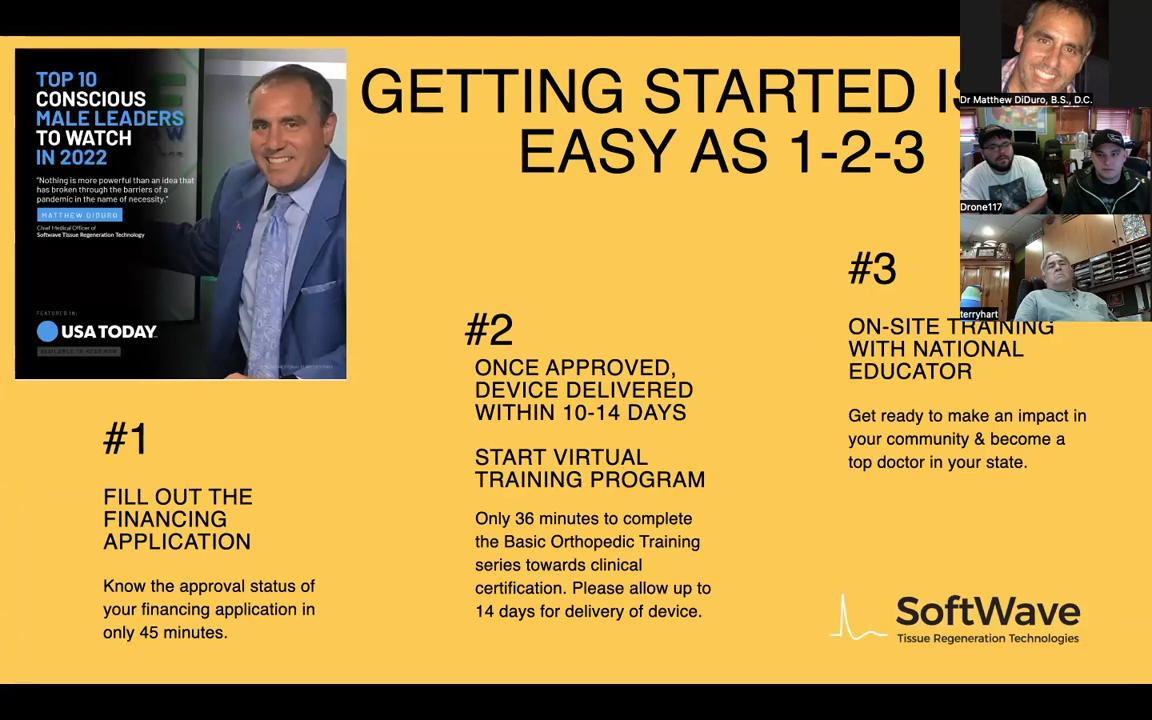 TOP 10
CONSCIOUS
MALE LEADERS
TO WATCH
IN 2022
"Nothing is more powerful than an idea that
has broken through the barriers of a
pandemic in the name of necessity."
MATTHEW DIDURO
Chief Medical Officer of
Softwave Tissue Regeneration Technology
FEATURED IN:
USA TODAY
AVAILABLE TO READ NOW
GETTING STARTED IS
EASY AS 1-2-3
#1
FILL OUT THE
FINANCING
APPLICATION
Know the approval status of
your financing application in
only 45 minutes.
#2
ONCE APPROVED,
DEVICE DELIVERED
WITHIN 10-14 DAYS
START VIRTUAL
TRAINING PROGRAM
Only 36 minutes to complete
the Basic Orthopedic Training
series towards clinical
certification. Please allow up to
14 days for delivery of device.
#3
ON-SITE TRAINING
WITH NATIONAL
EDUCATOR
Get ready to make an impact in
your community & become a
top doctor in your state.
SoftWave
Tissue Regeneration Technologies
Dr Matthew DiDuro, B.S., D.C.
Drone117
terryhart